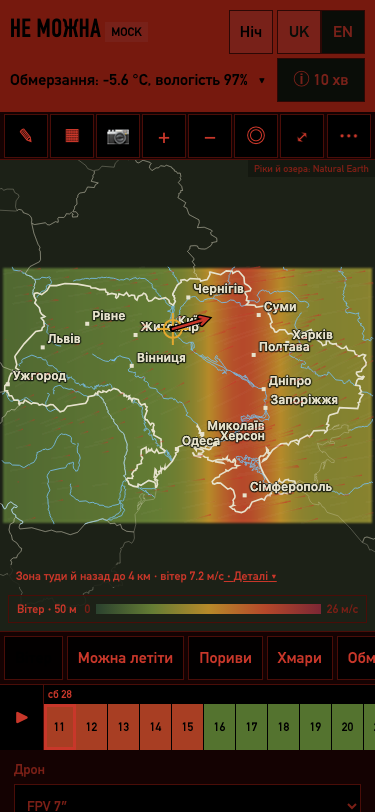 НЕ МОЖНА МОСК
Ніч UK EN
Обмерзання: -5.6 °C, вологість 97% ▾
ⓘ 10 хв
Ріки й озера: Natural Earth
Чернігів
Суми
Рівне
Житомир
Харків
Львів
Полтава
Вінниця
Ужгород
Дніпро
Запоріжжя
Миколаїв
Одеса Херсон
Сімферополь
Зона туди й назад до 4 км · вітер 7.2 м/с · Деталі ▾
Вітер · 50 м 0 26 м/с
Можна летіти Пориви Хмари Обм
сб 28
11 12 13 14 15 16 17 18 19 20
Дрон
FPV 7″